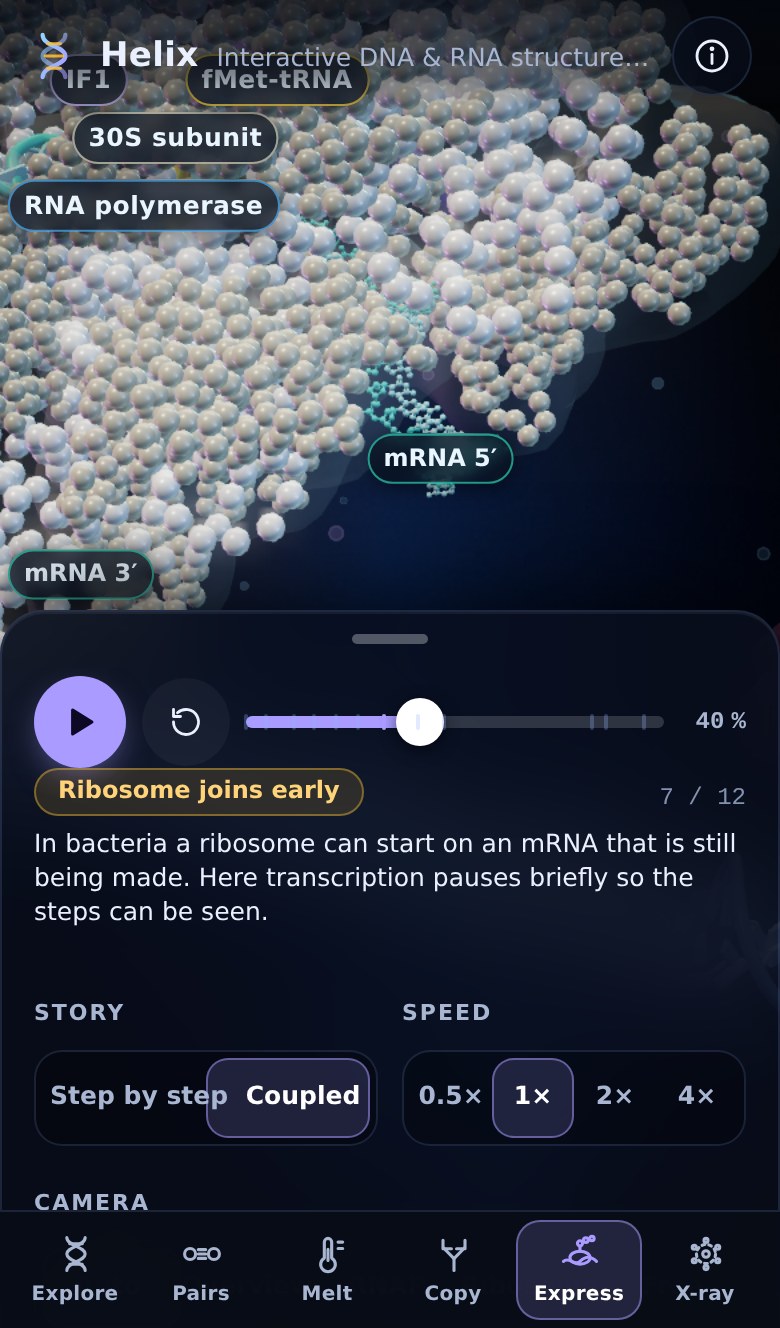 Helix Interactive DNA & RNA structure…
IF1 fMet-tRNA
30S subunit
RNA polymerase
mRNA 5′
mRNA 3′
40 %
Ribosome joins early 7 / 12
In bacteria a ribosome can start on an mRNA that is still
being made. Here transcription pauses briefly so the
steps can be seen.
STORY SPEED
Step by step Coupled 0.5× 1× 2× 4×
CAMERA
Explore Pairs Melt Copy Express X-ray